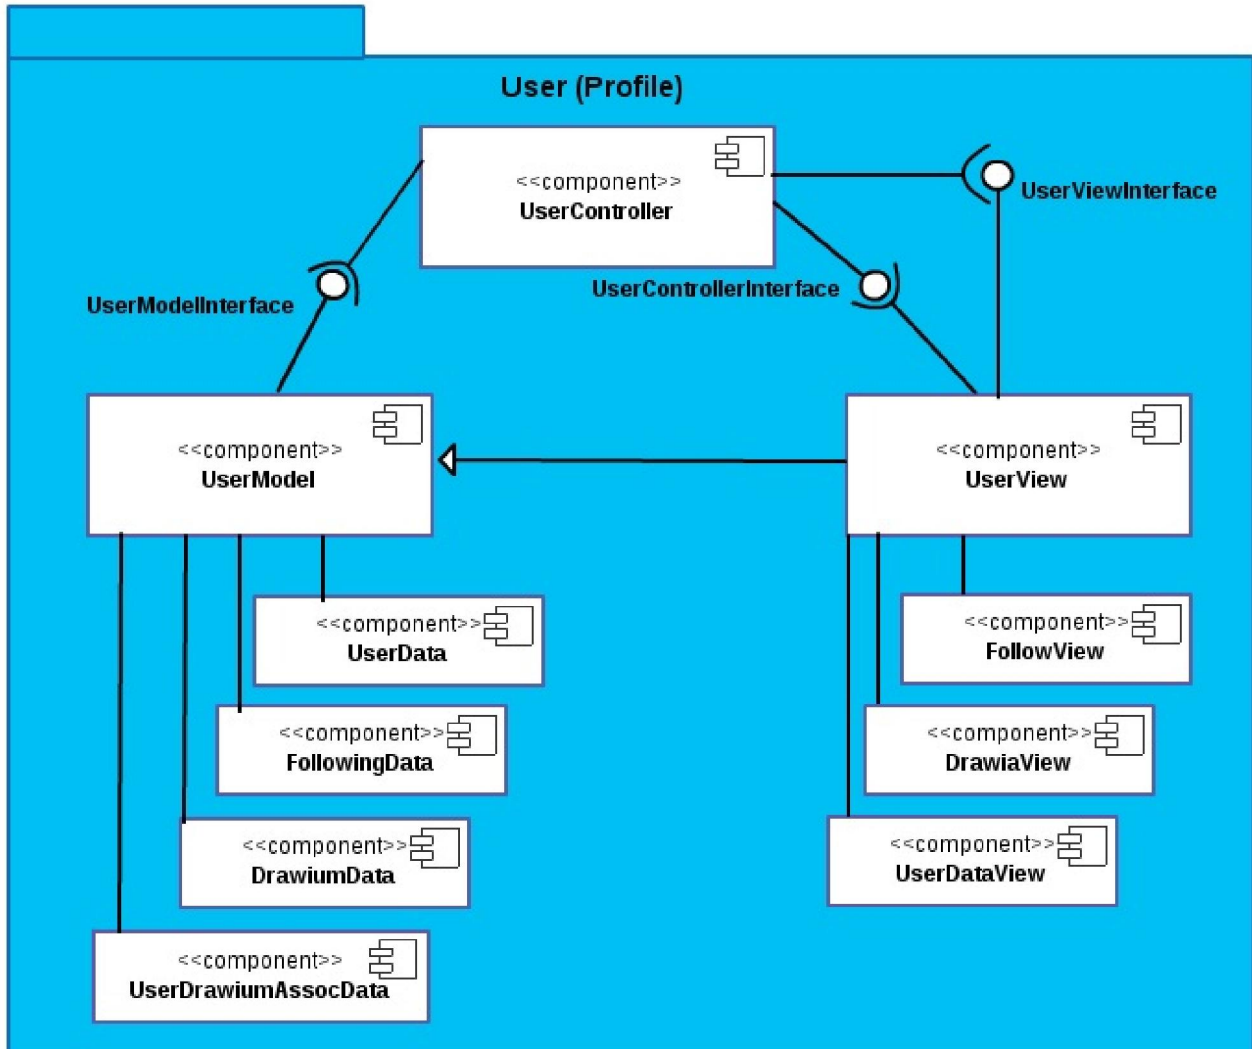 User (Profile)
<<component>>
UserController
UserViewInterface
UserModelInterface
UserControllerInterface
<<component>>
UserModel
<<component>>
UserView
<<component>>
UserData
<<component>>
FollowView
<<component>>
FollowingData
<<component>>
DrawiaView
<<component>>
DrawiumData
<<component>>
UserDataView
<<component>>
UserDrawiumAssocData